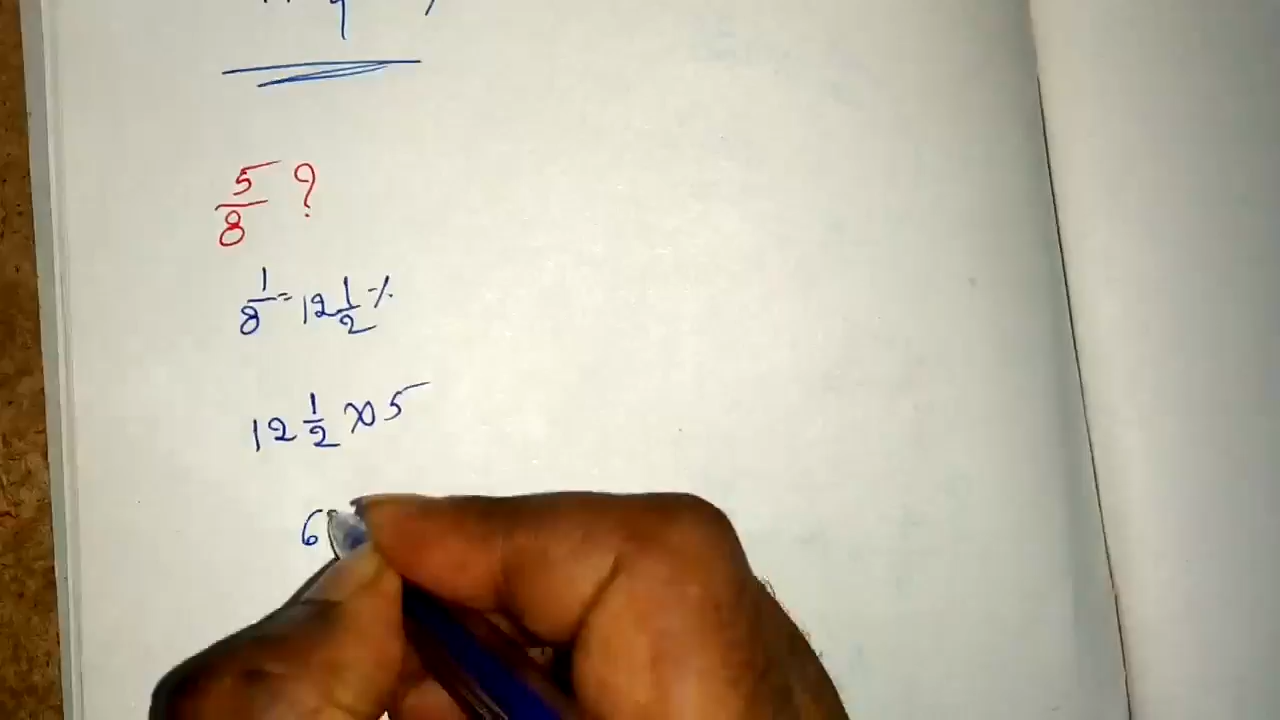 5/8 ?
1/8 = 12 1/2 %
12 1/2 x 5
6